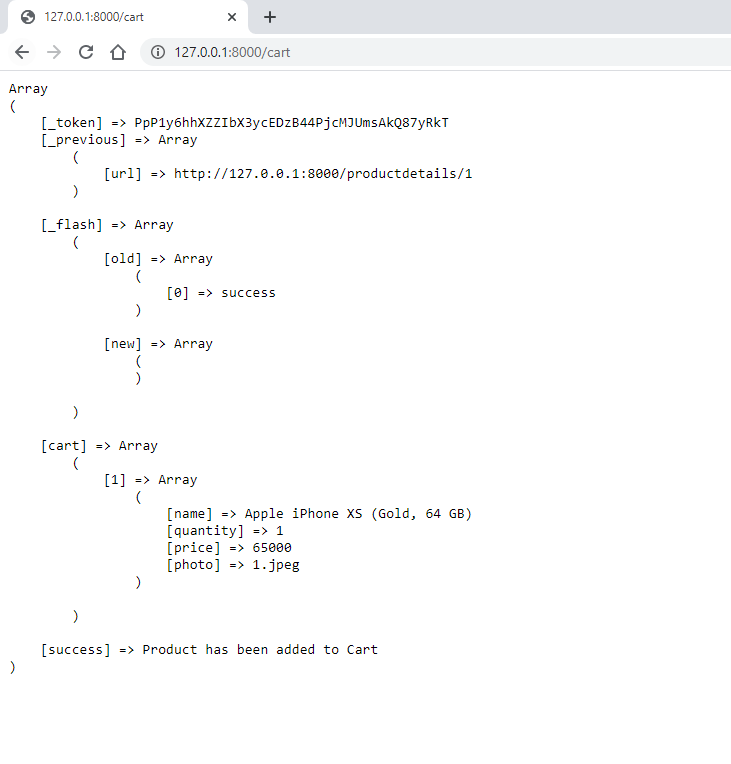 127.0.0.1:8000/cart
127.0.0.1:8000/cart
Array
(
    [_token] => PpP1y6hhXZZIbX3ycEDzB44PjcMJUmsAkQ87yRkT
    [_previous] => Array
        (
            [url] => http://127.0.0.1:8000/productdetails/1
        )
    [_flash] => Array
        (
            [old] => Array
                (
                    [0] => success
                )
            [new] => Array
                (
                )
        )
    [cart] => Array
        (
            [1] => Array
                (
                    [name] => Apple iPhone XS (Gold, 64 GB)
                    [quantity] => 1
                    [price] => 65000
                    [photo] => 1.jpeg
                )
        )
    [success] => Product has been added to Cart
)